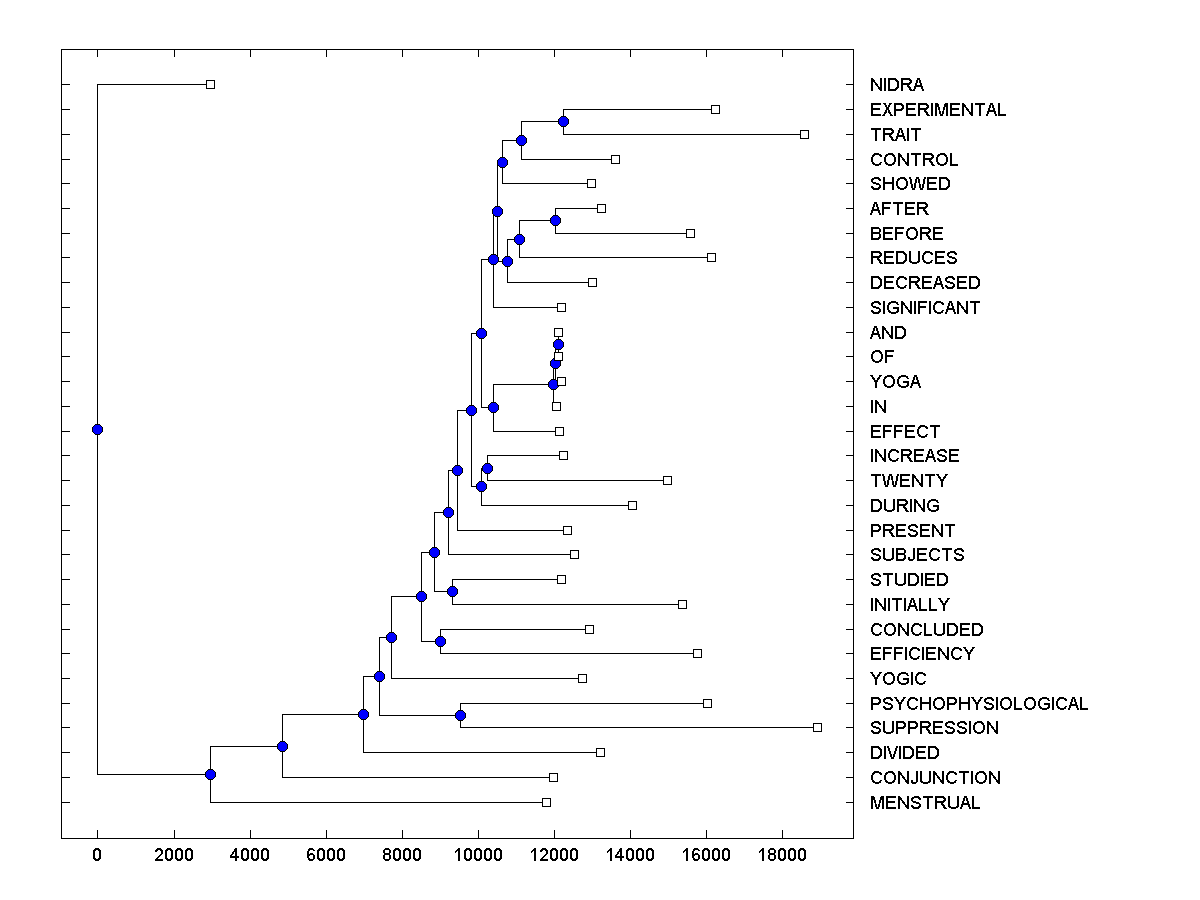 NIDRA
EXPERIMENTAL
TRAIT
CONTROL
SHOWED
AFTER
BEFORE
REDUCES
DECREASED
SIGNIFICANT
AND
OF
YOGA
IN
EFFECT
INCREASE
TWENTY
DURING
PRESENT
SUBJECTS
STUDIED
INITIALLY
CONCLUDED
EFFICIENCY
YOGIC
PSYCHOPHYSIOLOGICAL
SUPPRESSION
DIVIDED
CONJUNCTION
MENSTRUAL
0 2000 4000 6000 8000 10000 12000 14000 16000 18000